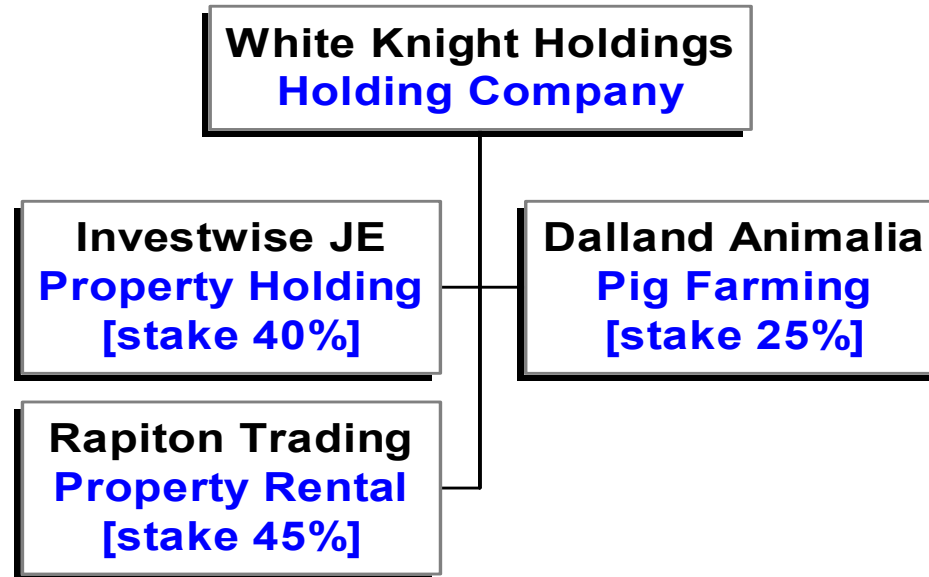 White Knight Holdings
Holding Company
Investwise JE
Property Holding
[stake 40%]
Dalland Animalia
Pig Farming
[stake 25%]
Rapiton Trading
Property Rental
[stake 45%]